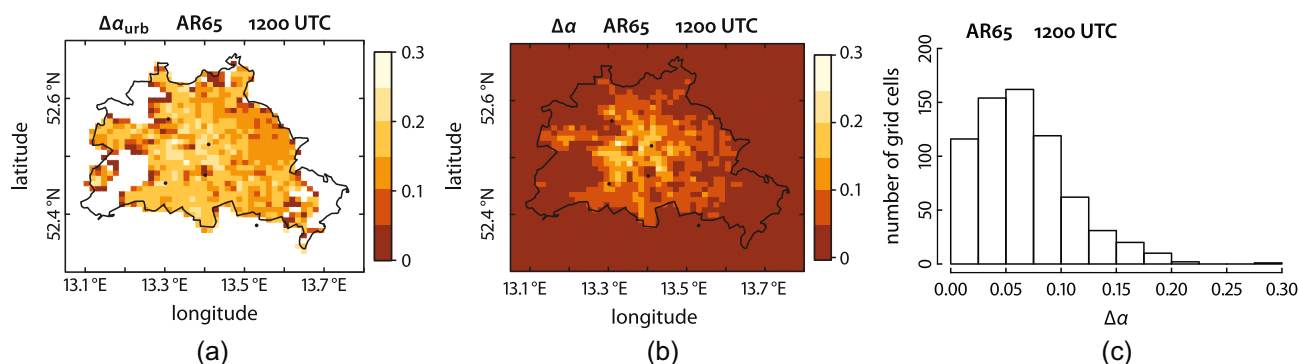 Δα_urb AR65 1200 UTC
0.3
0.2
0.1
0
52.6 °N
52.4 °N
latitude
13.1 °E 13.3 °E 13.5 °E 13.7 °E
longitude
(a)
Δα AR65 1200 UTC
0.3
0.2
0.1
0
52.6 °N
52.4 °N
latitude
13.1 °E 13.3 °E 13.5 °E 13.7 °E
longitude
(b)
AR65 1200 UTC
number of grid cells
200
150
100
50
0
0.00 0.05 0.10 0.15 0.20 0.30
Δα
(c)